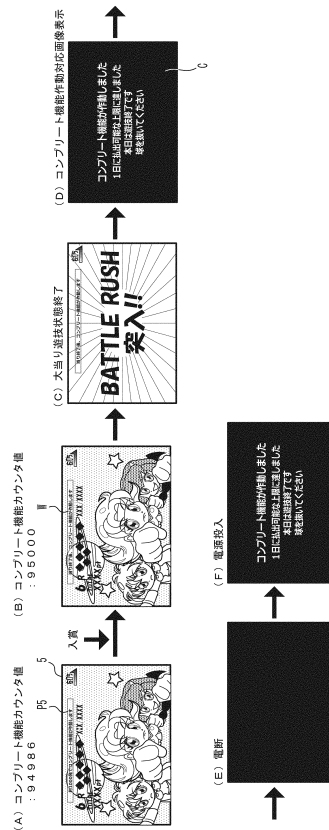 (A) コンプリート機能カウンタ値
: 94986
P5
5
6 R
XIX.XXXX
入賞
(B) コンプリート機能カウンタ値
: 95000
W
6 R
XIX.XXXX
(C) 大当り遊技状態終了
BATTLE RUSH
突入!!
(D) コンプリート機能作動対応画像表示
コンプリート機能が作動しました
1日に払出可能な上限に達しました
本日は遊技終了です
球を抜いてください
C
(E) 電断
(F) 電源投入
コンプリート機能が作動しました
1日に払出可能な上限に達しました
本日は遊技終了です
球を抜いてください